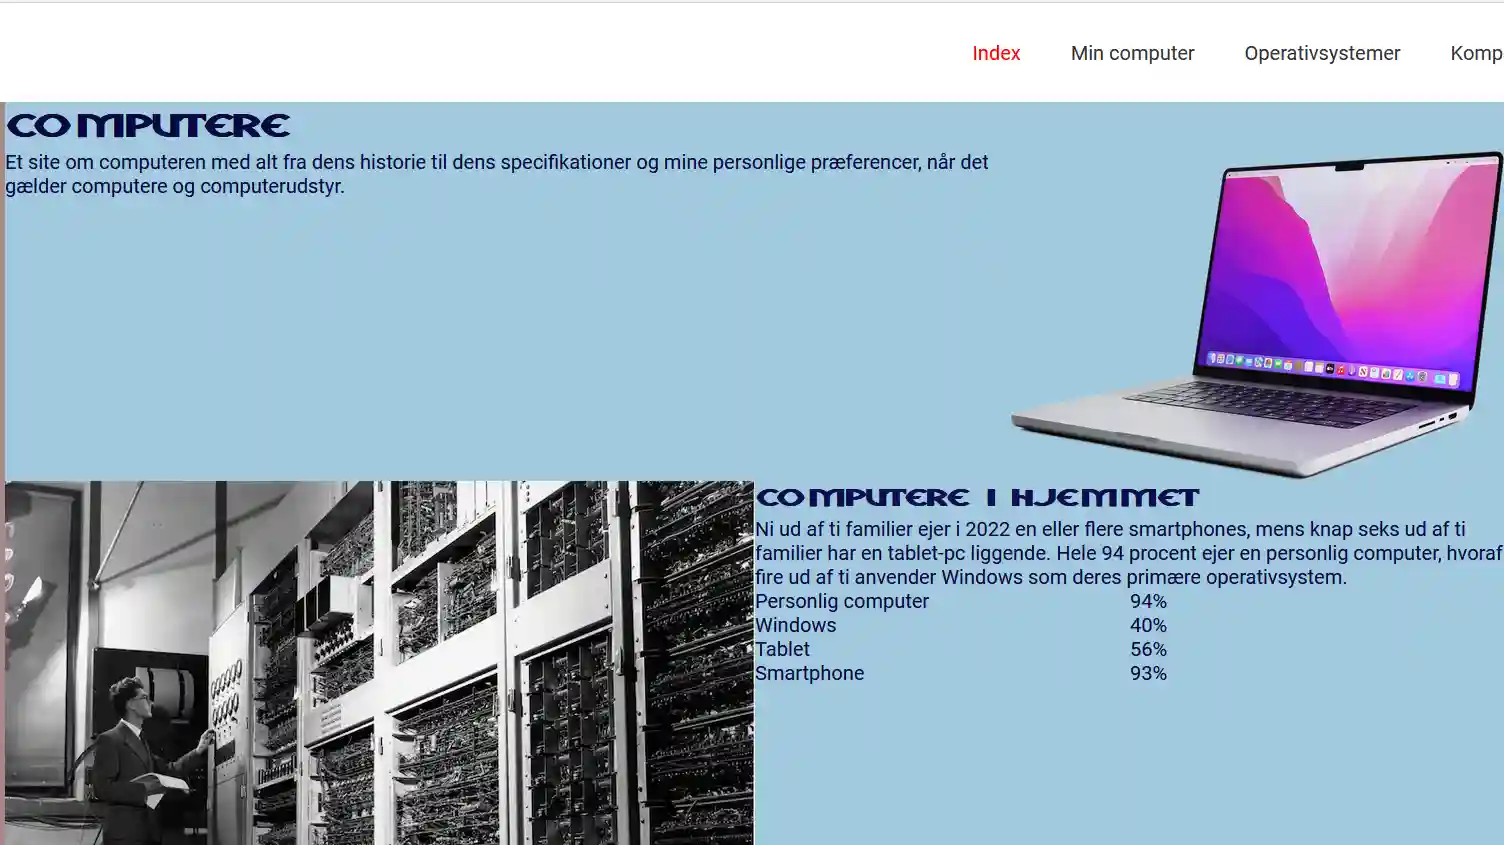 Index Min computer Operativsystemer Komp
COMPUTERE
Et site om computeren med alt fra dens historie til dens specifikationer og mine personlige præferencer, når det
gælder computere og computerudstyr.
COMPUTERE I HJEMMET
Ni ud af ti familier ejer i 2022 en eller flere smartphones, mens knap seks ud af ti
familier har en tablet-pc liggende. Hele 94 procent ejer en personlig computer, hvoraf
fire ud af ti anvender Windows som deres primære operativsystem.
Personlig computer 94%
Windows 40%
Tablet 56%
Smartphone 93%